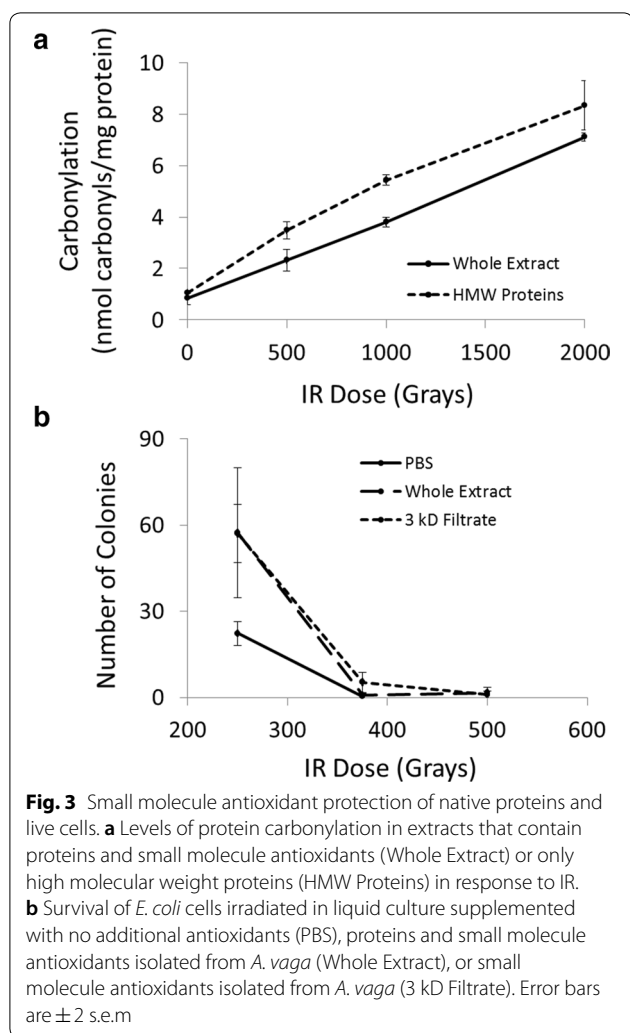 a
10
8
6
4
2
0
Carbonylation
(nmol carbonyls/mg protein)
Whole Extract
HMW Proteins
0 500 1000 1500 2000
IR Dose (Grays)
b
90
60
30
0
Number of Colonies
PBS
Whole Extract
3 kD Filtrate
200 300 400 500 600
IR Dose (Grays)
Fig. 3 Small molecule antioxidant protection of native proteins and
live cells. a Levels of protein carbonylation in extracts that contain
proteins and small molecule antioxidants (Whole Extract) or only
high molecular weight proteins (HMW Proteins) in response to IR.
b Survival of E. coli cells irradiated in liquid culture supplemented
with no additional antioxidants (PBS), proteins and small molecule
antioxidants isolated from A. vaga (Whole Extract), or small
molecule antioxidants isolated from A. vaga (3 kD Filtrate). Error bars
are ± 2 s.e.m